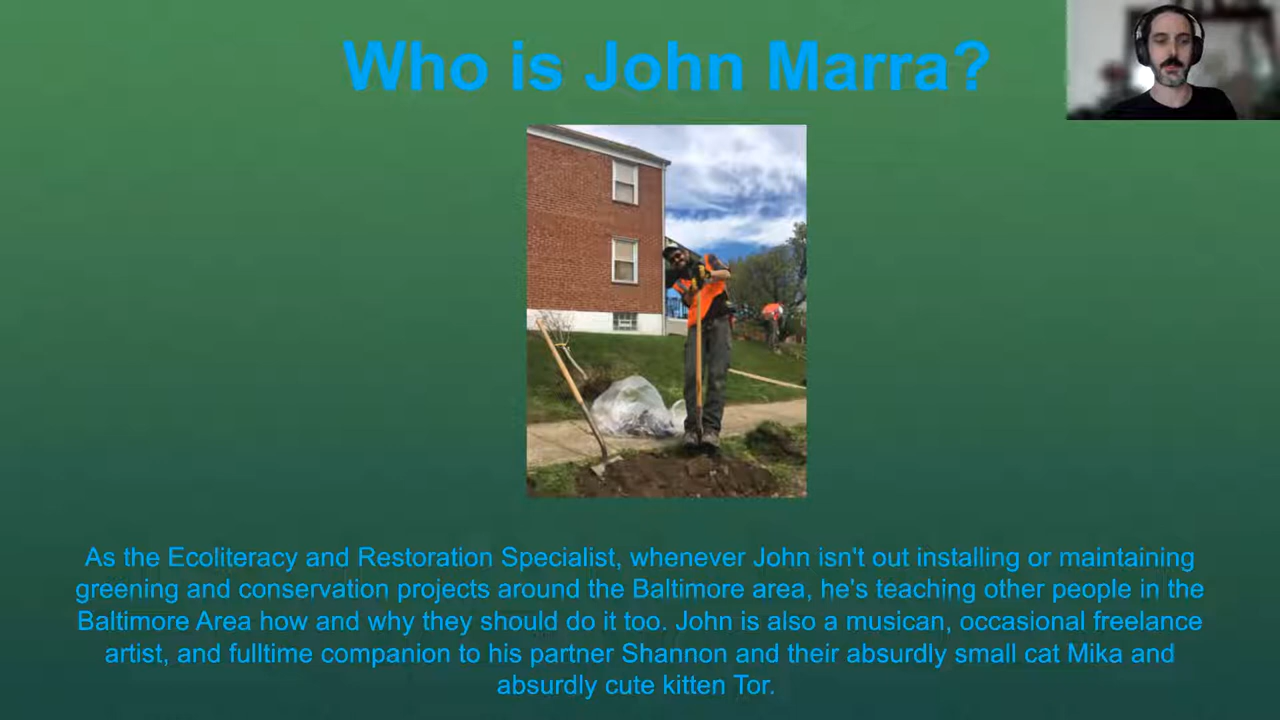 Who is John Marra?
As the Ecoliteracy and Restoration Specialist, whenever John isn't out installing or maintaining
greening and conservation projects around the Baltimore area, he's teaching other people in the
Baltimore Area how and why they should do it too. John is also a musican, occasional freelance
artist, and fulltime companion to his partner Shannon and their absurdly small cat Mika and
absurdly cute kitten Tor.